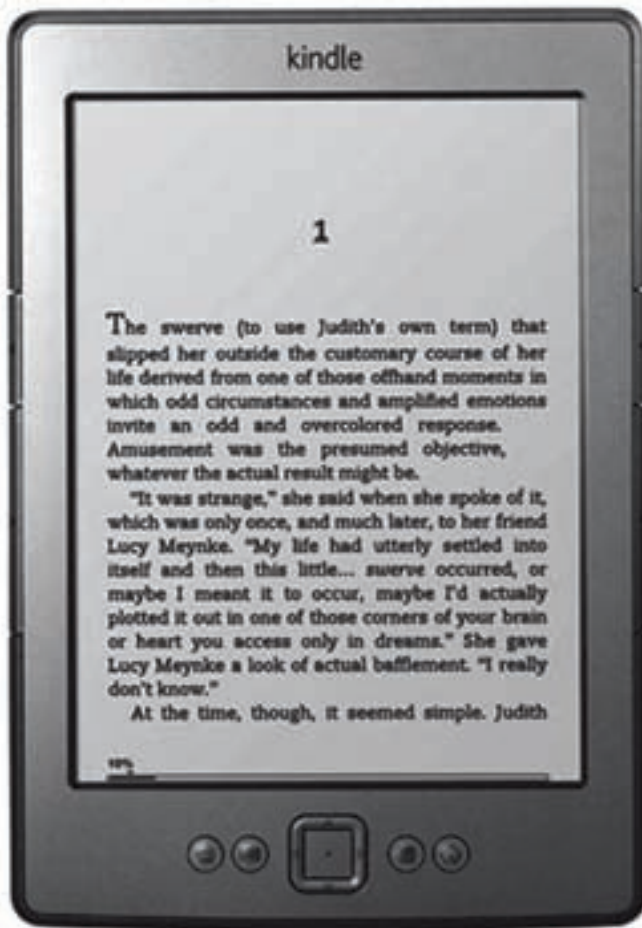 kindle
1
The swerve (to use Judith's own term) that
slipped her outside the customary course of her
life derived from one of those offhand moments in
which odd circumstances and amplified emotions
invite an odd and overcolored response.
Amusement was the presumed objective,
whatever the actual result might be.
"It was strange," she said when she spoke of it,
which was only once, and much later, to her friend
Lucy Meynke. "My life had utterly settled into
itself and then this little... swerve occurred, or
maybe I meant it to occur, maybe I'd actually
plotted it out in one of those corners of your brain
or heart you access only in dreams." She gave
Lucy Meynke a look of actual bafflement. "I really
don't know."
At the time, though, it seemed simple. Judith
10%